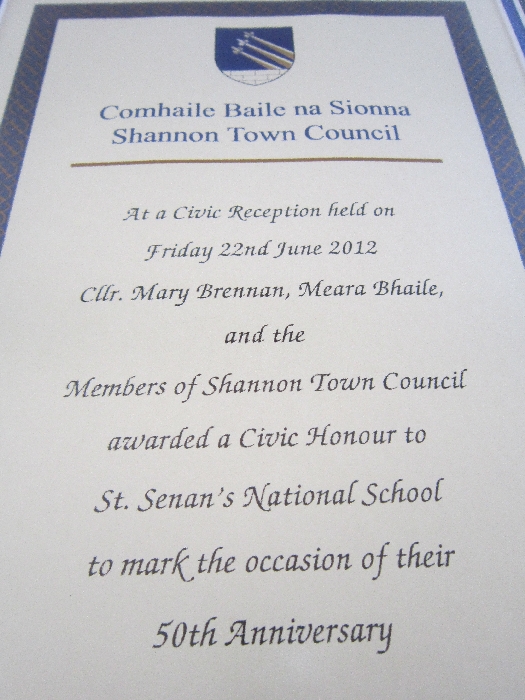 Comhaile Baile na Sionna
Shannon Town Council
At a Civic Reception held on
Friday 22nd June 2012
Cllr. Mary Brennan, Meara Bhaile,
and the
Members of Shannon Town Council
awarded a Civic Honour to
St. Senan's National School
to mark the occasion of their
50th Anniversary